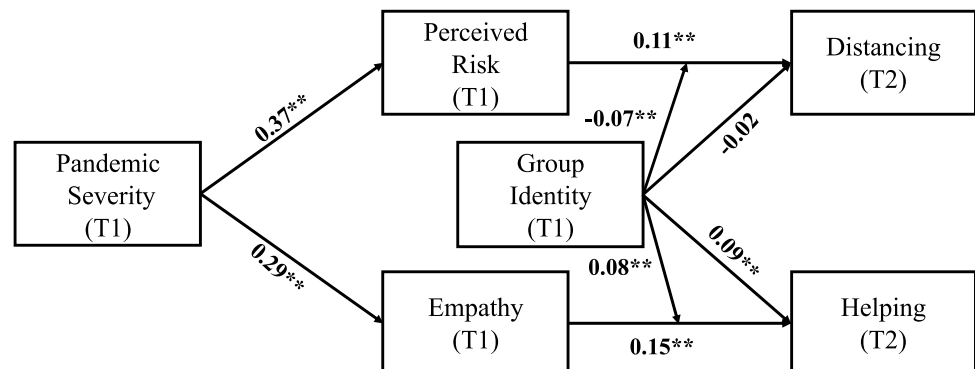 Perceived
Risk
(T1)
0.11**
Distancing
(T2)
0.37**
-0.07**
-0.02
Pandemic
Severity
(T1)
Group
Identity
(T1)
0.29**
0.08**
0.09**
Empathy
(T1)
0.15**
Helping
(T2)